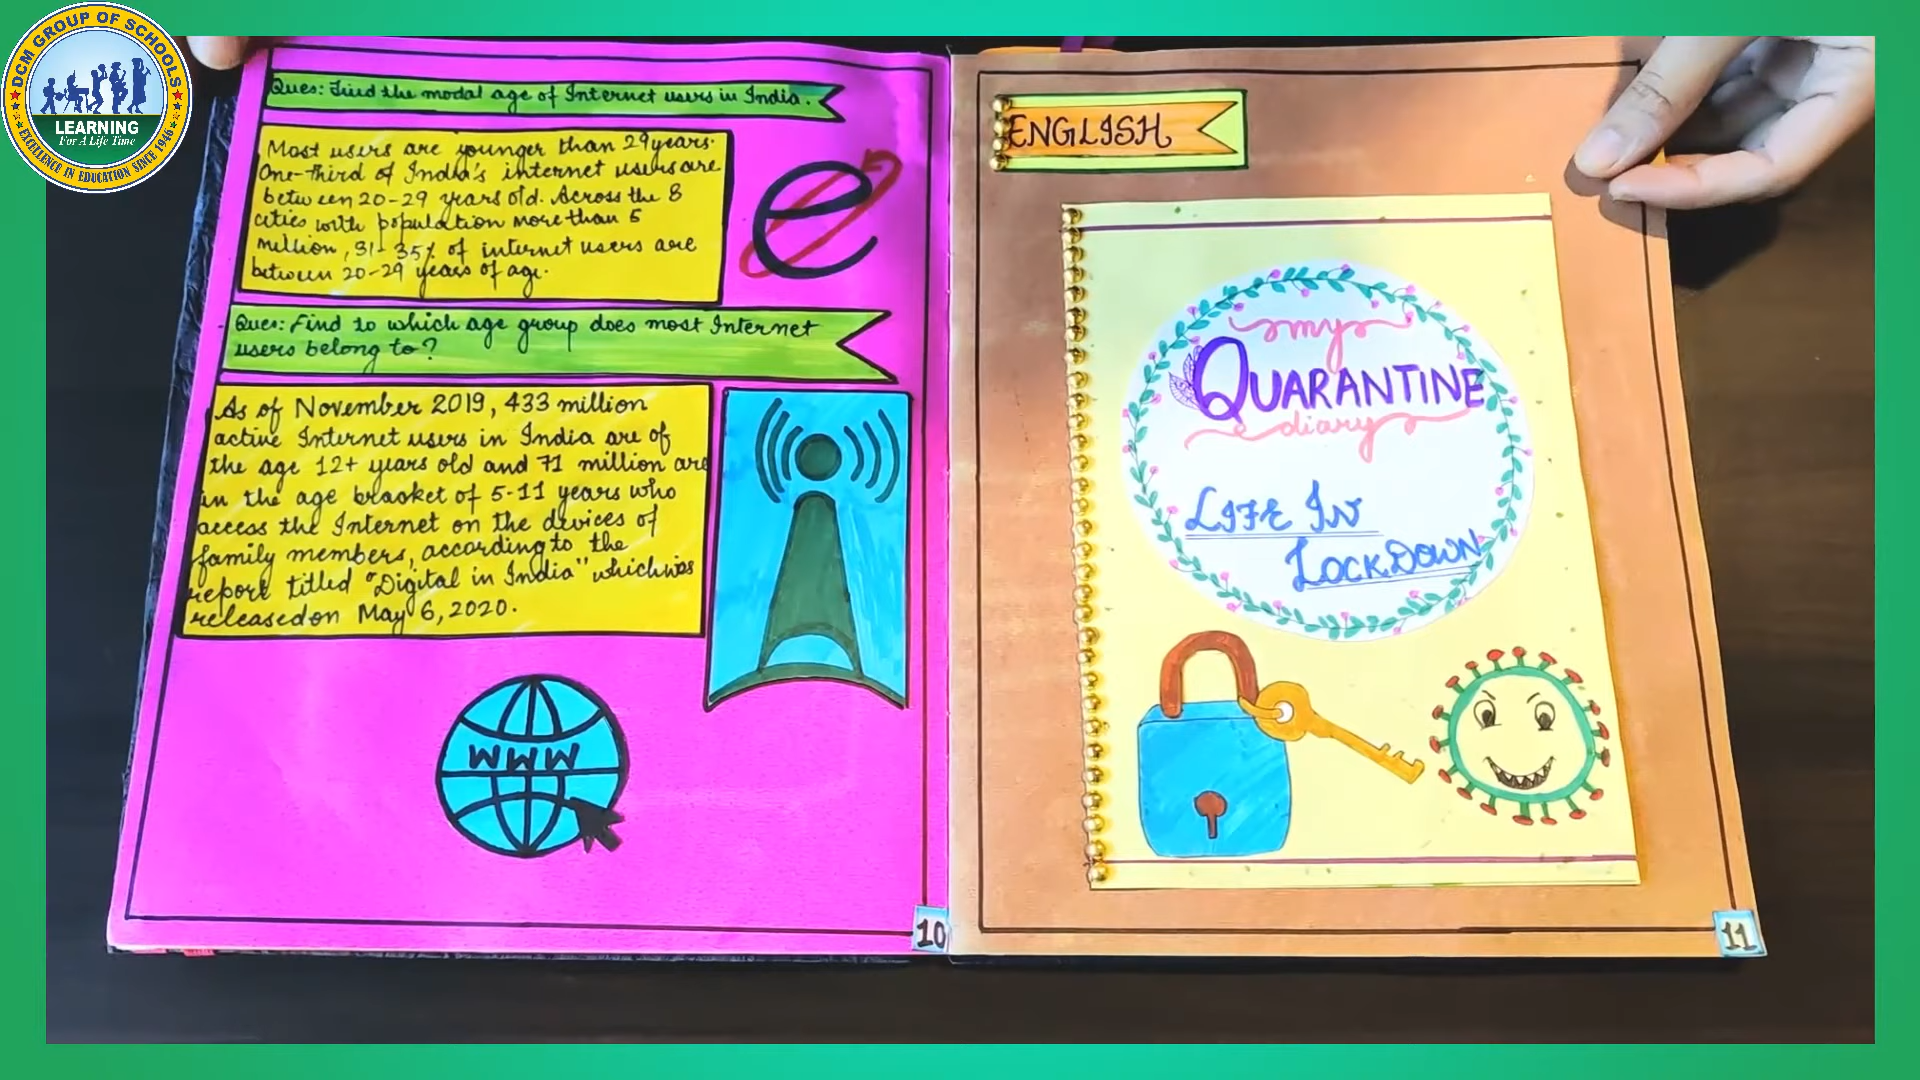 DCM GROUP OF SCHOOLS
LEARNING
For A Life Time
EXCELLENCE IN EDUCATION SINCE 1946
Ques: Find the modal age of Internet users in India.
Most users are younger than 29 years.
One-third of India's internet users are
between 20-29 years old. Across the 8
cities with population more than 5
million, 31-35% of internet users are
between 20-29 years of age.
e
Ques: Find to which age group does most Internet
users belong to?
As of November 2019, 433 million
active Internet users in India are of
the age 12+ years old and 71 million are
in the age bracket of 5-11 years who
access the Internet on the devices of
family members, according to the
report titled "Digital in India" which was
released on May 6, 2020.
WWW
10
ENGLISH
my
QUARANTINE
diary
LIFE IN
LOCKDOWN
11